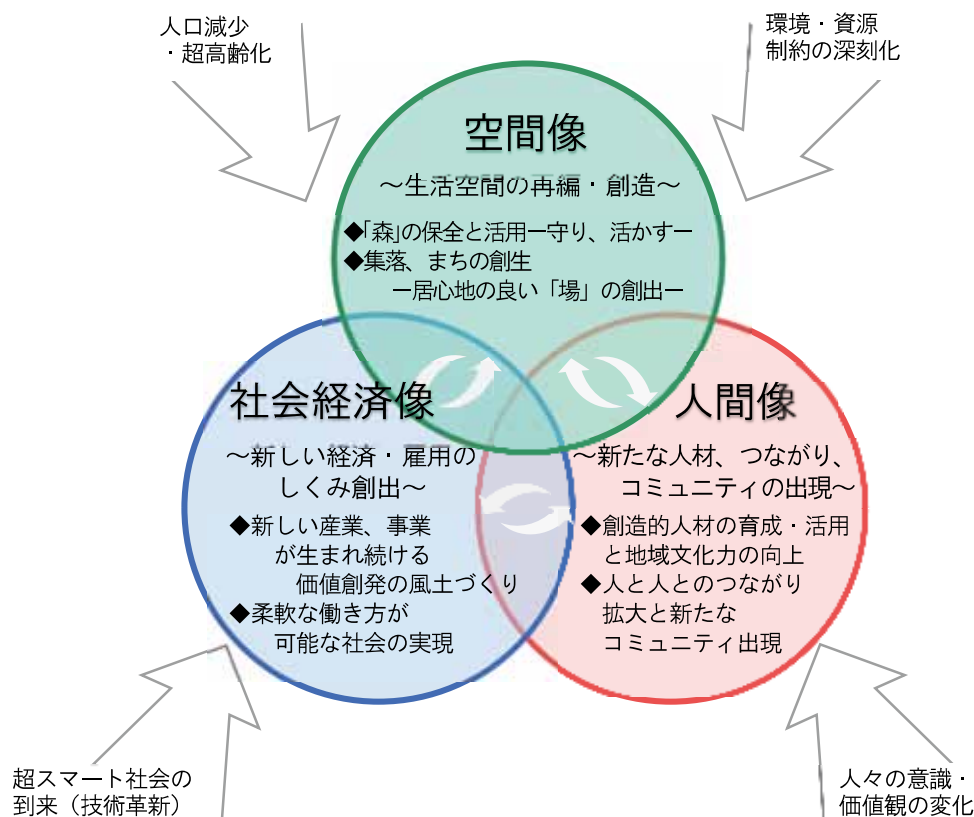 人口減少
・超高齢化
環境・資源
制約の深刻化
空間像
～生活空間の再編・創造～
◆「森」の保全と活用ー守り、活かすー
◆集落、まちの創生
ー居心地の良い「場」の創出ー
社会経済像
～新しい経済・雇用の
しくみ創出～
◆新しい産業、事業
が生まれ続ける
価値創発の風土づくり
◆柔軟な働き方が
可能な社会の実現
人間像
～新たな人材、つながり、
コミュニティの出現～
◆創造的人材の育成・活用
と地域文化力の向上
◆人と人とのつながり
拡大と新たな
コミュニティ出現
超スマート社会の
到来（技術革新）
人々の意識・
価値観の変化